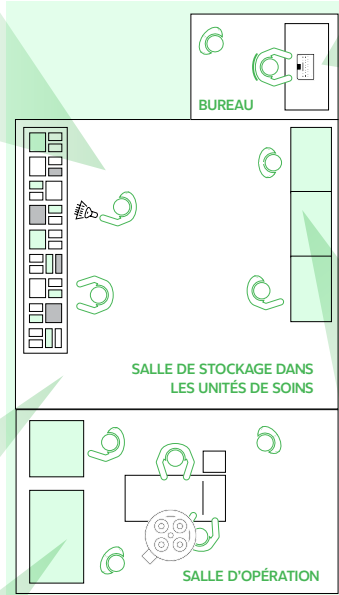 BUREAU
SALLE DE STOCKAGE DANS
LES UNITÉS DE SOINS
SALLE D'OPÉRATION